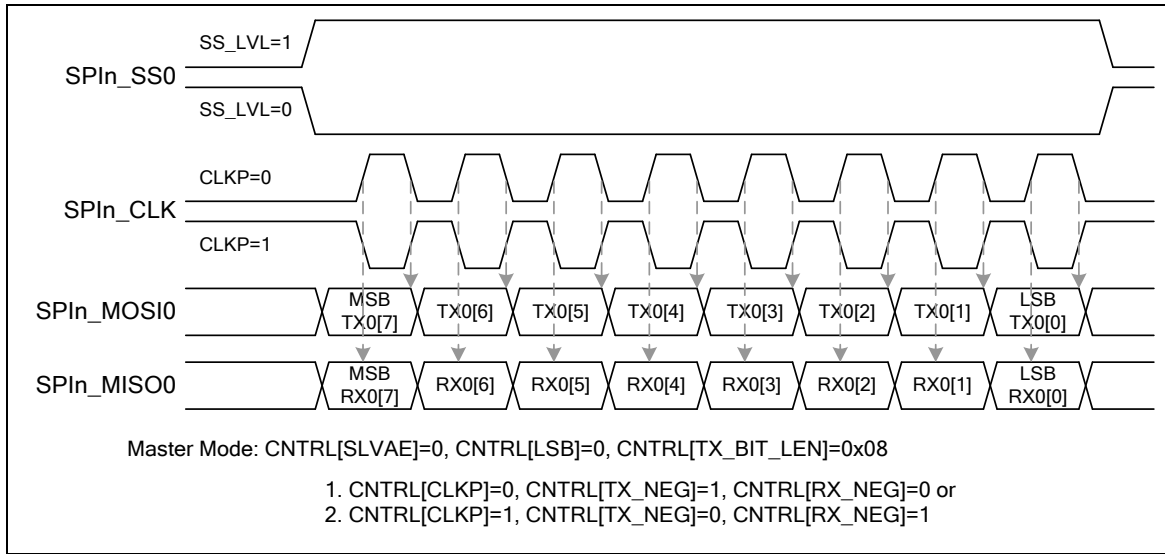 SS_LVL=1
SPIn_SS0
SS_LVL=0
CLKP=0
SPIn_CLK
CLKP=1
SPIn_MOSI0
MSB
TX0[7]
TX0[6]
TX0[5]
TX0[4]
TX0[3]
TX0[2]
TX0[1]
LSB
TX0[0]
SPIn_MISO0
MSB
RX0[7]
RX0[6]
RX0[5]
RX0[4]
RX0[3]
RX0[2]
RX0[1]
LSB
RX0[0]
Master Mode: CNTRL[SLVAE]=0, CNTRL[LSB]=0, CNTRL[TX_BIT_LEN]=0x08
1. CNTRL[CLKP]=0, CNTRL[TX_NEG]=1, CNTRL[RX_NEG]=0 or
2. CNTRL[CLKP]=1, CNTRL[TX_NEG]=0, CNTRL[RX_NEG]=1